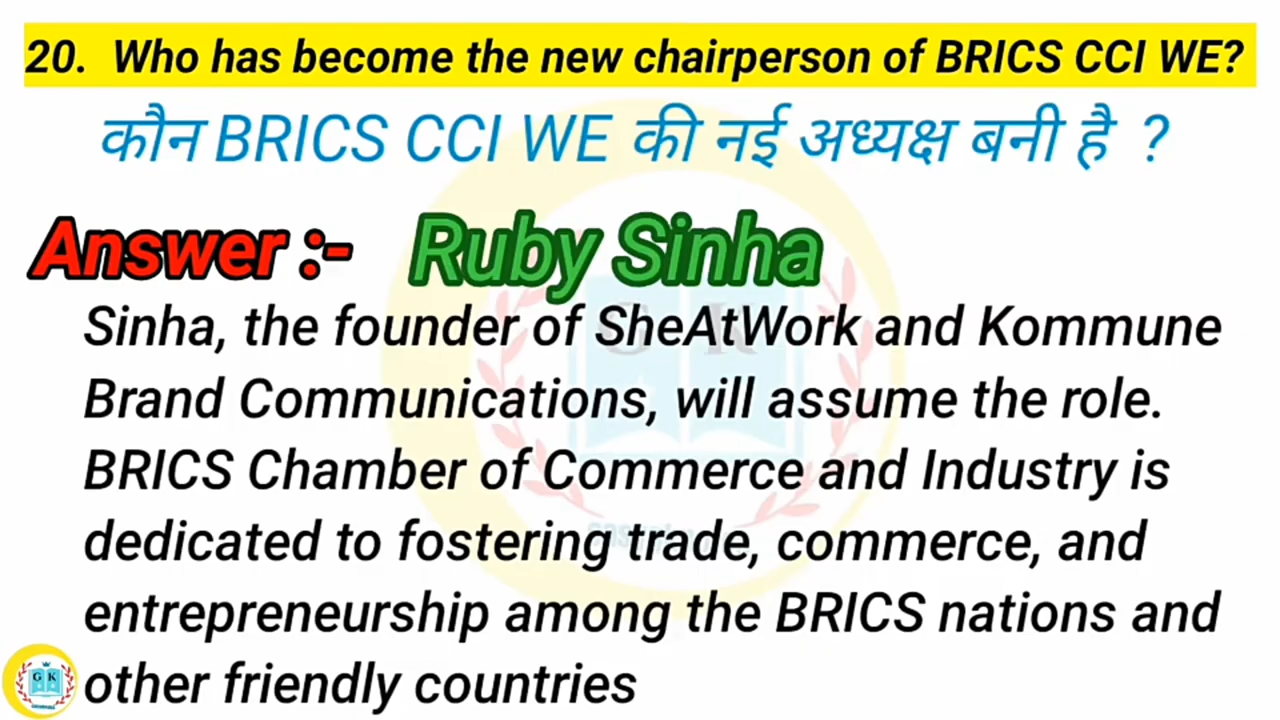 20. Who has become the new chairperson of BRICS CCI WE?
कौन BRICS CCI WE की नई अध्यक्ष बनी है ?
Answer :- Ruby Sinha
Sinha, the founder of SheAtWork and Kommune
Brand Communications, will assume the role.
BRICS Chamber of Commerce and Industry is
dedicated to fostering trade, commerce, and
entrepreneurship among the BRICS nations and
other friendly countries
G K
G K